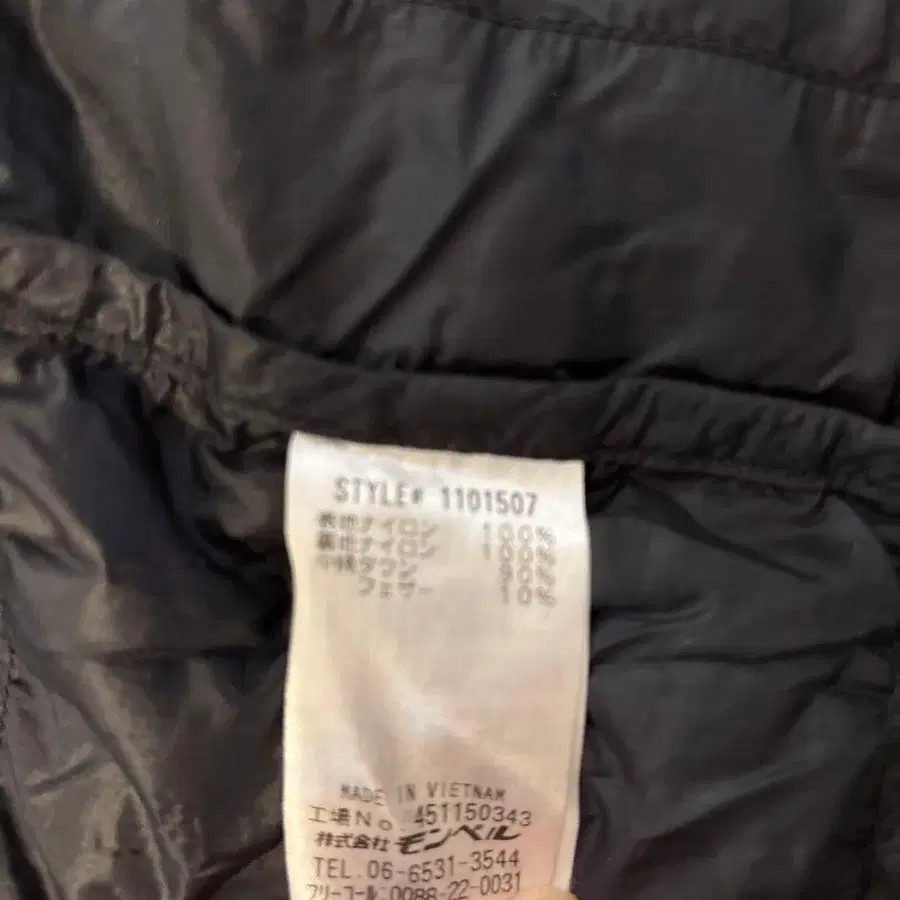 STYLE# 1101507
表地ナイロン 100%
裏地ナイロン 100%
中綿ダウン 90%
フェザー 10%
MADE IN VIETNAM
工場No. 451150343
株式会社 モンベル
TEL.06-6531-3544
フリーコール.0088-22-0031